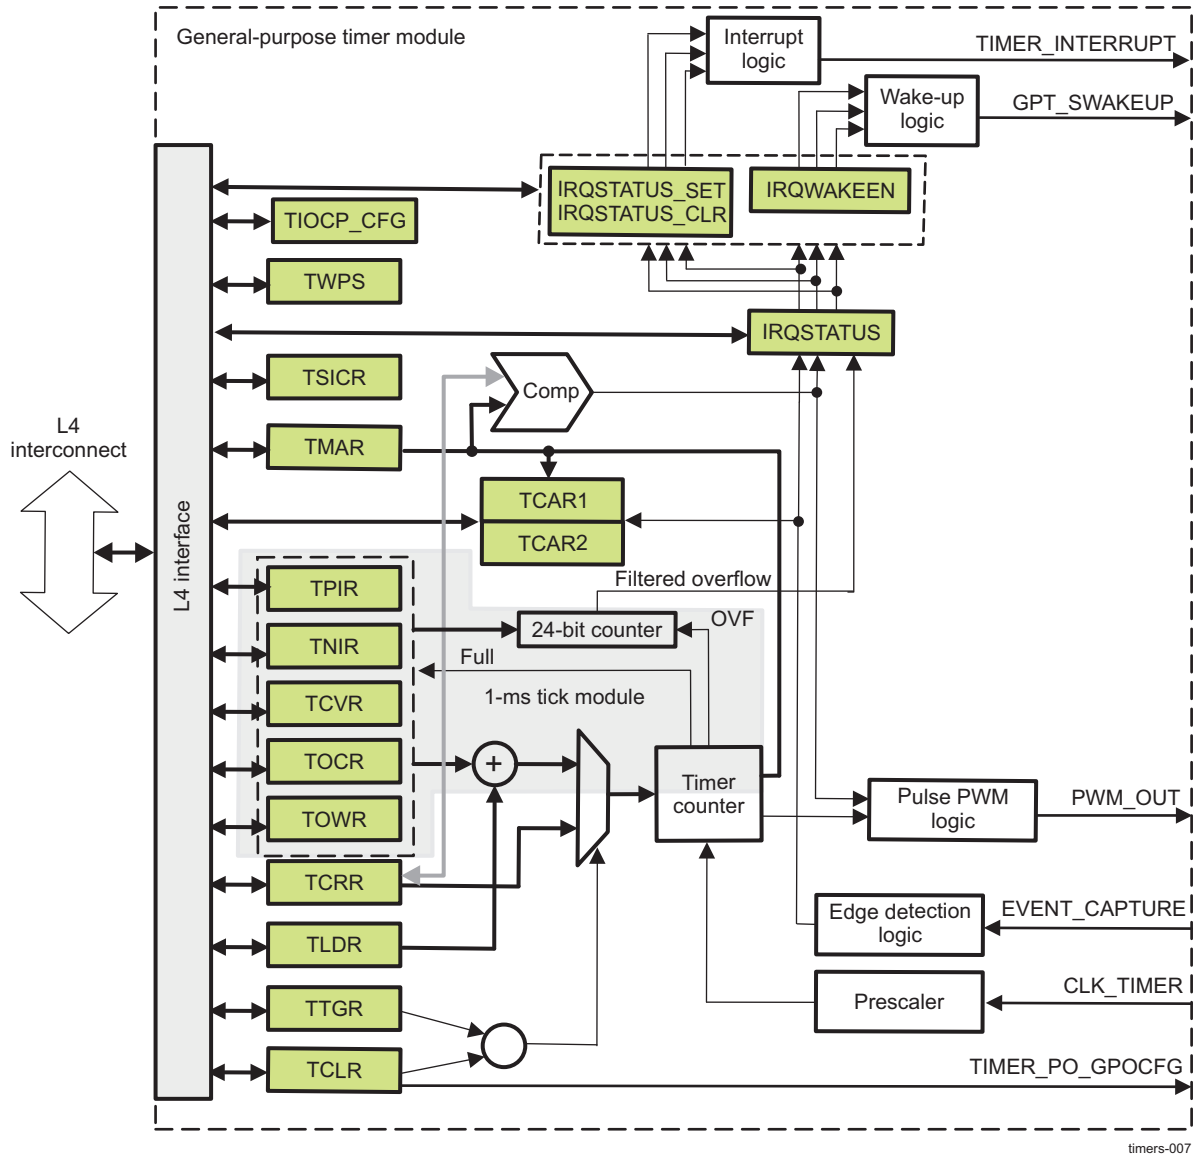 General-purpose timer module
Interrupt
logic
TIMER_INTERRUPT
Wake-up
logic
GPT_SWAKEUP
IRQSTATUS_SET
IRQSTATUS_CLR
IRQWAKEEN
TIOCP_CFG
TWPS
IRQSTATUS
TSICR
Comp
L4
interconnect
TMAR
L4 interface
TCAR1
TCAR2
TPIR
Filtered overflow
24-bit counter
OVF
TNIR
Full
TCVR
1-ms tick module
TOCR
+
Timer
counter
TOWR
Pulse PWM
logic
PWM_OUT
TCRR
Edge detection
logic
EVENT_CAPTURE
TLDR
TTGR
Prescaler
CLK_TIMER
TCLR
TIMER_PO_GPOCFG
timers-007